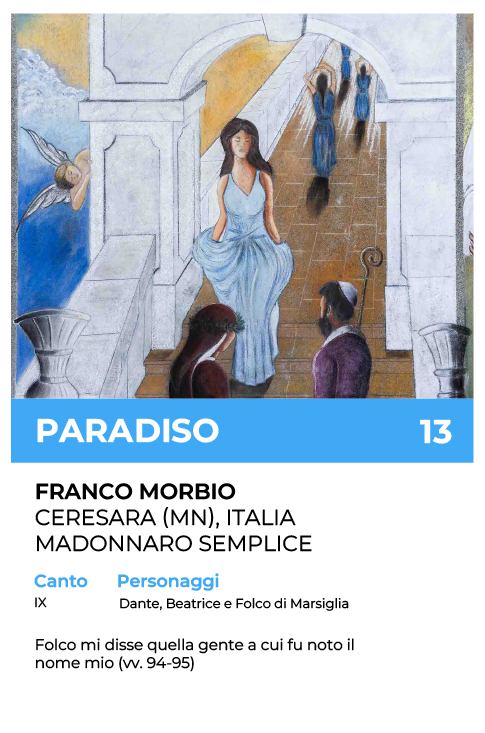 PARADISO 13
FRANCO MORBIO
CERESARA (MN), ITALIA
MADONNARO SEMPLICE
Canto Personaggi
IX Dante, Beatrice e Folco di Marsiglia
Folco mi disse quella gente a cui fu noto il
nome mio (vv. 94-95)